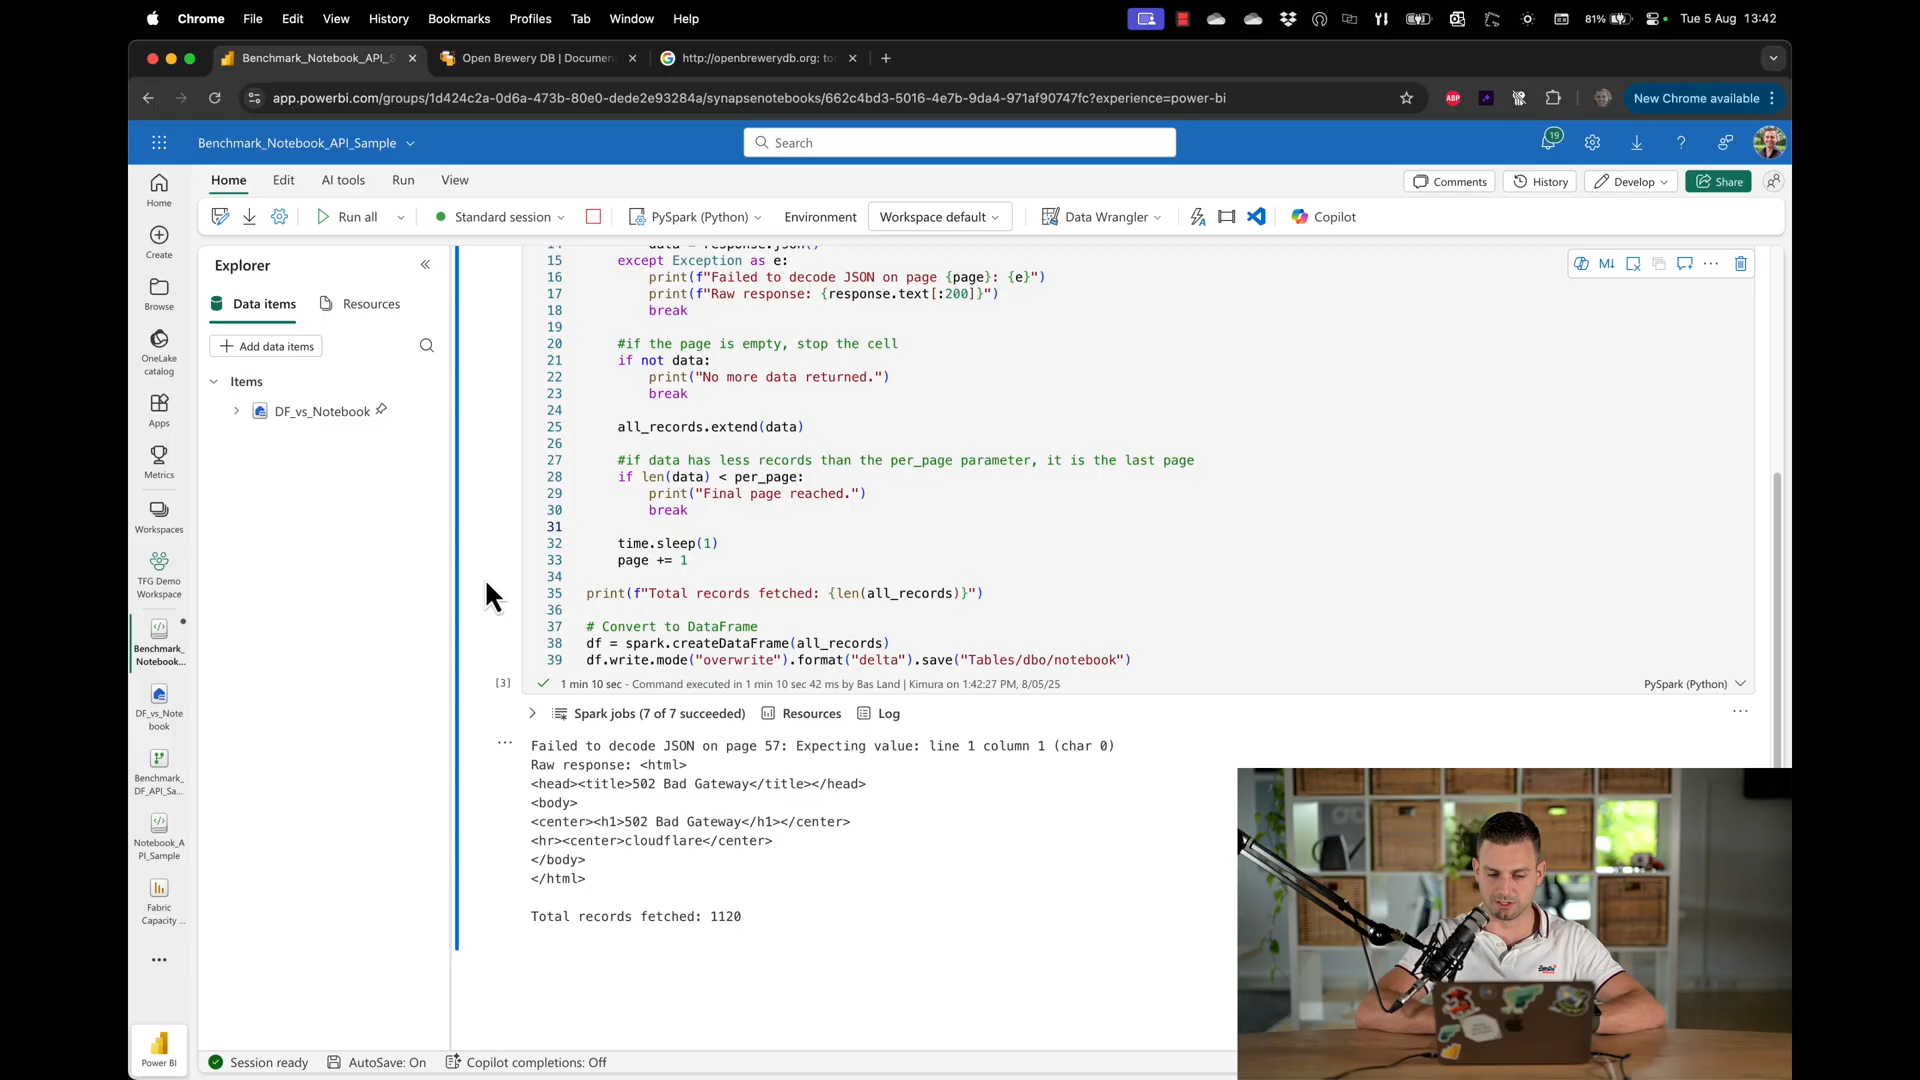 Chrome File Edit View History Bookmarks Profiles Tab Window Help
81% Tue 5 Aug 13:42
Benchmark_Notebook_API_S
Open Brewery DB | Documen
http://openbrewerydb.org: to
app.powerbi.com/groups/1d424c2a-0d6a-473b-80e0-dede2e93284a/synapsenotebooks/662c4bd3-5016-4e7b-9da4-971af90747fc?experience=power-bi
ABP
New Chrome available
Benchmark_Notebook_API_Sample
Search
19
Home Edit AI tools Run View
Comments History Develop Share
Run all Standard session PySpark (Python) Environment Workspace default Data Wrangler Copilot
Home
Create
Browse
OneLake
catalog
Apps
Metrics
Workspaces
TFG Demo
Workspace
Benchmark_
Notebook...
DF_vs_Note
book
Benchmark_
DF_API_Sa...
Notebook_A
PI_Sample
Fabric
Capacity ...
Power BI
Explorer
Data items Resources
Add data items
Items
DF_vs_Notebook
14 data = response.json()
15 except Exception as e:
16 print(f"Failed to decode JSON on page {page}: {e}")
17 print(f"Raw response: {response.text[:200]}")
18 break
19
20 #if the page is empty, stop the cell
21 if not data:
22 print("No more data returned.")
23 break
24
25 all_records.extend(data)
26
27 #if data has less records than the per_page parameter, it is the last page
28 if len(data) < per_page:
29 print("Final page reached.")
30 break
31
32 time.sleep(1)
33 page += 1
34
35 print(f"Total records fetched: {len(all_records)}")
36
37 # Convert to DataFrame
38 df = spark.createDataFrame(all_records)
39 df.write.mode("overwrite").format("delta").save("Tables/dbo/notebook")
[3] 1 min 10 sec - Command executed in 1 min 10 sec 42 ms by Bas Land | Kimura on 1:42:27 PM, 8/05/25 PySpark (Python)
Spark jobs (7 of 7 succeeded) Resources Log
Failed to decode JSON on page 57: Expecting value: line 1 column 1 (char 0)
Raw response: <html>
<head><title>502 Bad Gateway</title></head>
<body>
<center><h1>502 Bad Gateway</h1></center>
<hr><center>cloudflare</center>
</body>
</html>
Total records fetched: 1120
Session ready AutoSave: On Copilot completions: Off